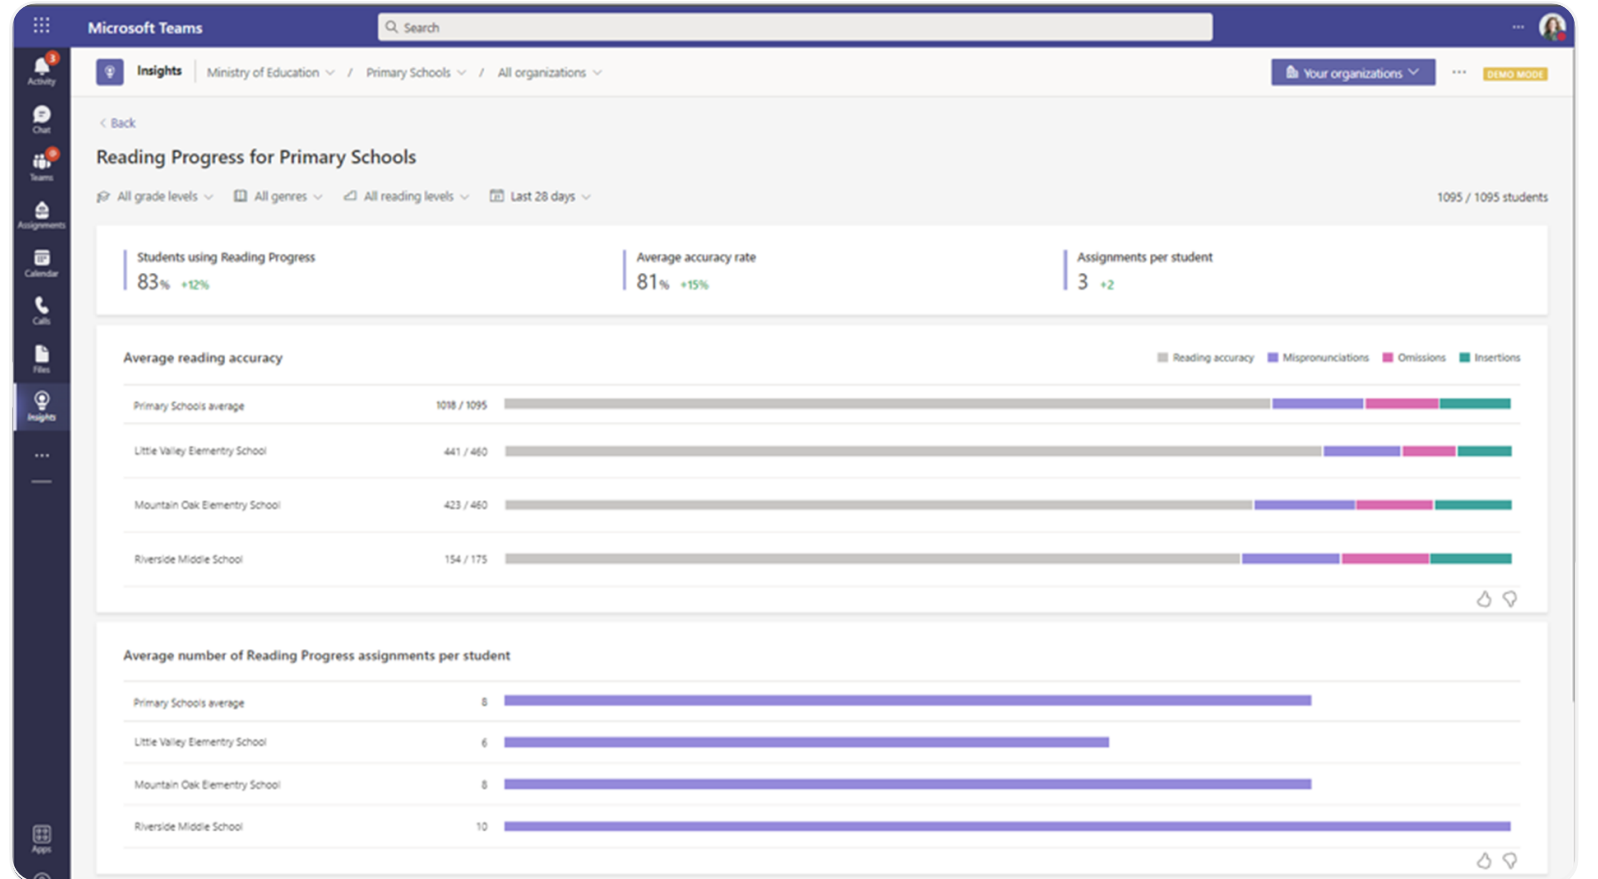 Microsoft Teams
Search
Insights
Ministry of Education / Primary Schools / All organizations
Your organizations
DEMO MODE
3
Activity
Chat
Teams
Assignments
Calendar
Calls
Files
Insights
Apps
Back
Reading Progress for Primary Schools
All grade levels All genres All reading levels Last 28 days
1095 / 1095 students
Students using Reading Progress
83% +12%
Average accuracy rate
81% +15%
Assignments per student
3 +2
Average reading accuracy
Reading accuracy Mispronunciations Omissions Insertions
Primary Schools average 1018 / 1095
Little Valley Elementry School 441 / 460
Mountain Oak Elementry School 423 / 460
Riverside Middle School 154 / 175
Average number of Reading Progress assignments per student
Primary Schools average 8
Little Valley Elementry School 6
Mountain Oak Elementry School 8
Riverside Middle School 10